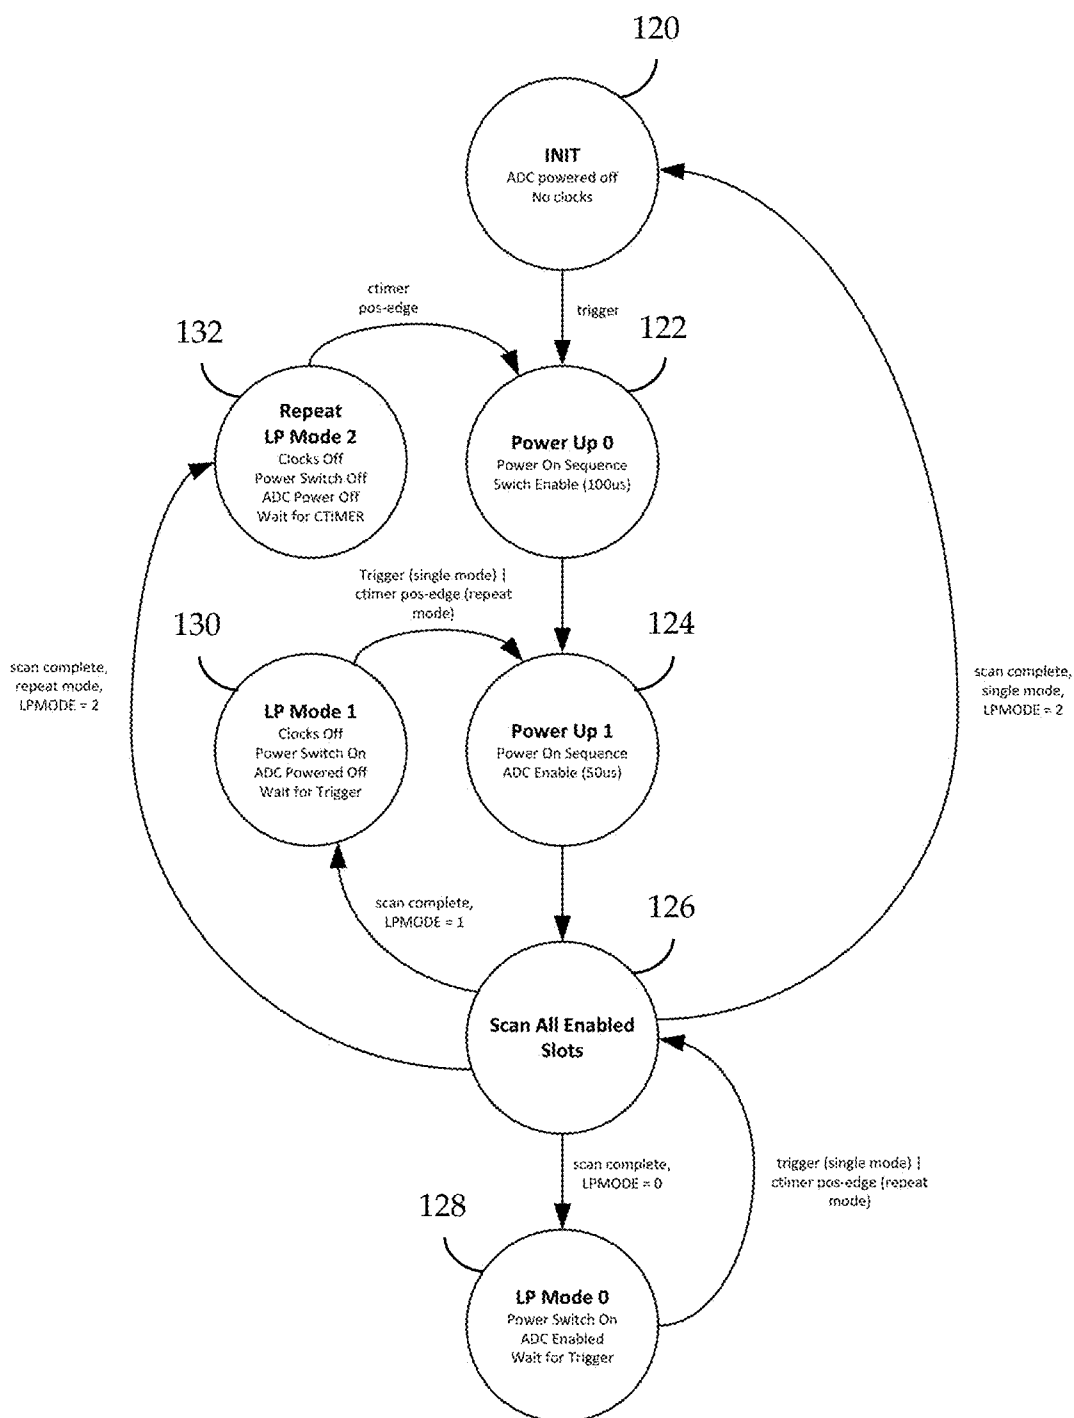 120
INIT
ADC powered off
No clocks
ctimer
pos-edge
trigger
132
122
Repeat
LP Mode 2
Clocks Off
Power Switch Off
ADC Power Off
Wait for CTIMER
Power Up 0
Power On Sequence
Swich Enable (100us)
Trigger (single mode) |
ctimer pos-edge (repeat
mode)
130
124
scan complete,
repeat mode,
LPMODE = 2
LP Mode 1
Clocks Off
Power Switch On
ADC Powered Off
Wait for Trigger
Power Up 1
Power On Sequence
ADC Enable (50us)
scan complete,
single mode,
LPMODE = 2
scan complete,
LPMODE = 1
126
Scan All Enabled
Slots
scan complete,
LPMODE = 0
trigger (single mode) |
ctimer pos-edge (repeat
mode)
128
LP Mode 0
Power Switch On
ADC Enabled
Wait for Trigger